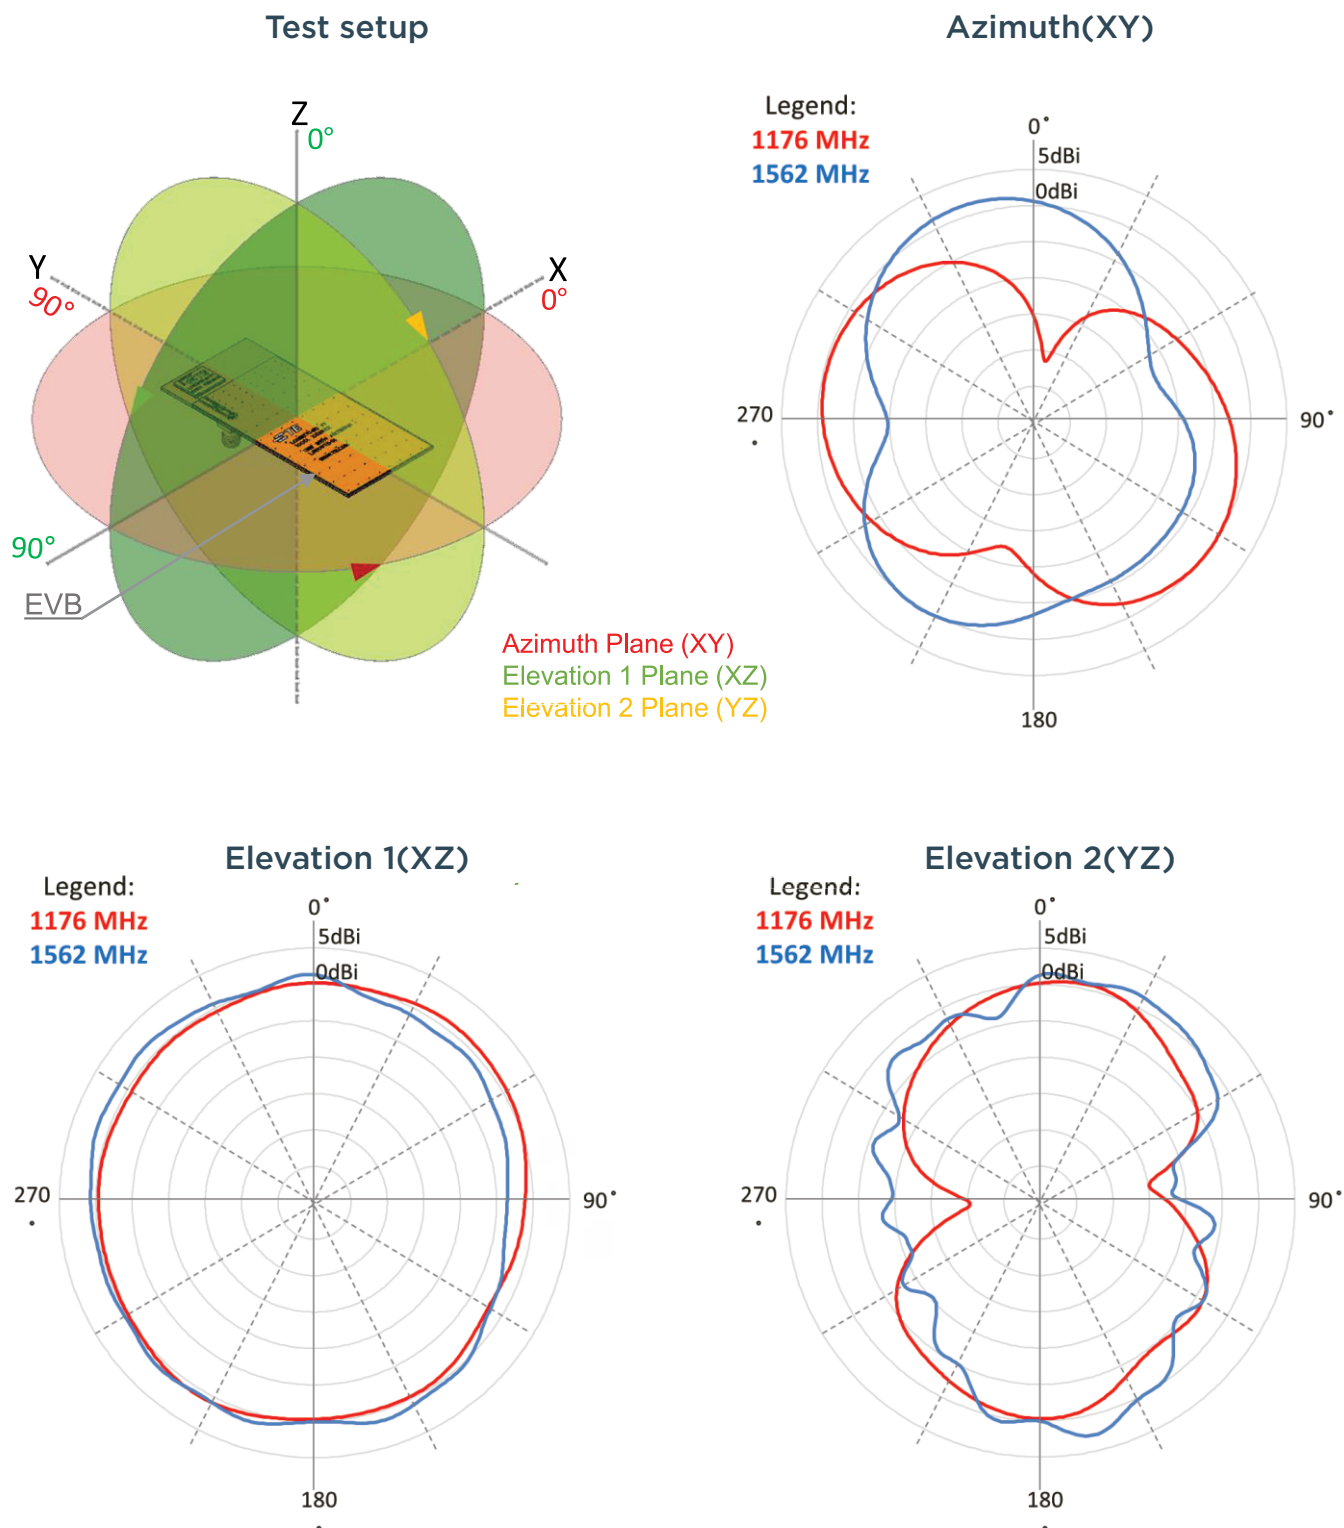 Test setup
Azimuth(XY)
Z
0°
Y
90°
X
0°
90°
EVB
Azimuth Plane (XY)
Elevation 1 Plane (XZ)
Elevation 2 Plane (YZ)
Legend:
1176 MHz
1562 MHz
0°
5dBi
0dBi
270°
90°
180
Elevation 1(XZ)
Legend:
1176 MHz
1562 MHz
0°
5dBi
0dBi
270°
90°
180°
Elevation 2(YZ)
Legend:
1176 MHz
1562 MHz
0°
5dBi
0dBi
270°
90°
180°